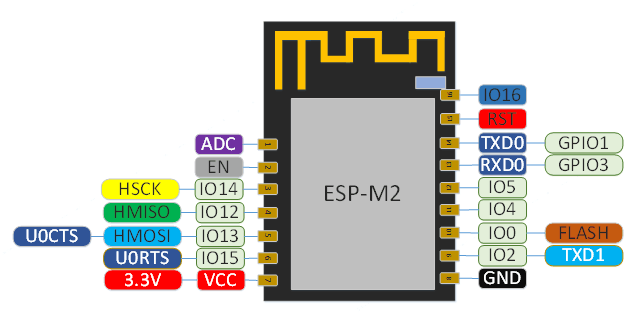 IO16
RST
TXD0 GPIO1
ADC
RXD0 GPIO3
EN
HSCK IO14 ESP-M2 IO5
HMISO IO12 IO4
U0CTS HMOSI IO13 IO0 FLASH
U0RTS IO15 IO2 TXD1
3.3V VCC GND
1
2
3
4
5
6
7